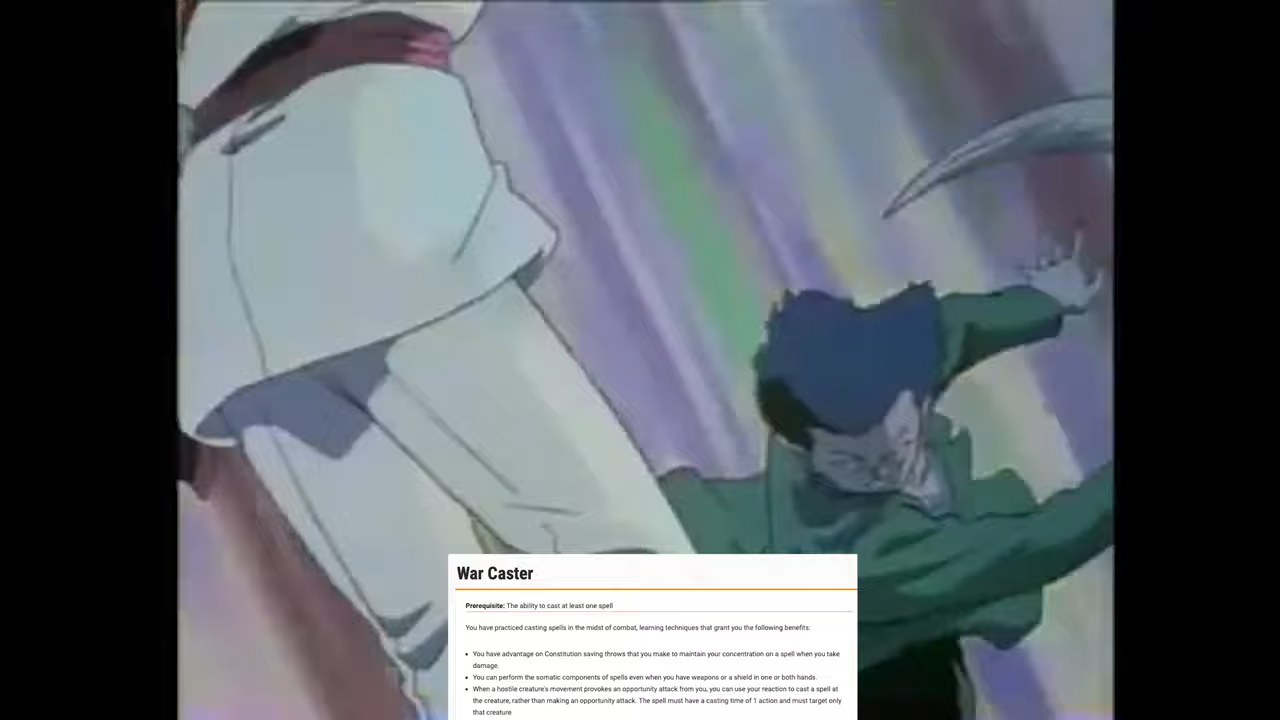 War Caster
Prerequisite: The ability to cast at least one spell
You have practiced casting spells in the midst of combat, learning techniques that grant you the following benefits:
• You have advantage on Constitution saving throws that you make to maintain your concentration on a spell when you take
damage.
• You can perform the somatic components of spells even when you have weapons or a shield in one or both hands.
• When a hostile creature's movement provokes an opportunity attack from you, you can use your reaction to cast a spell at
the creature, rather than making an opportunity attack. The spell must have a casting time of 1 action and must target only
that creature